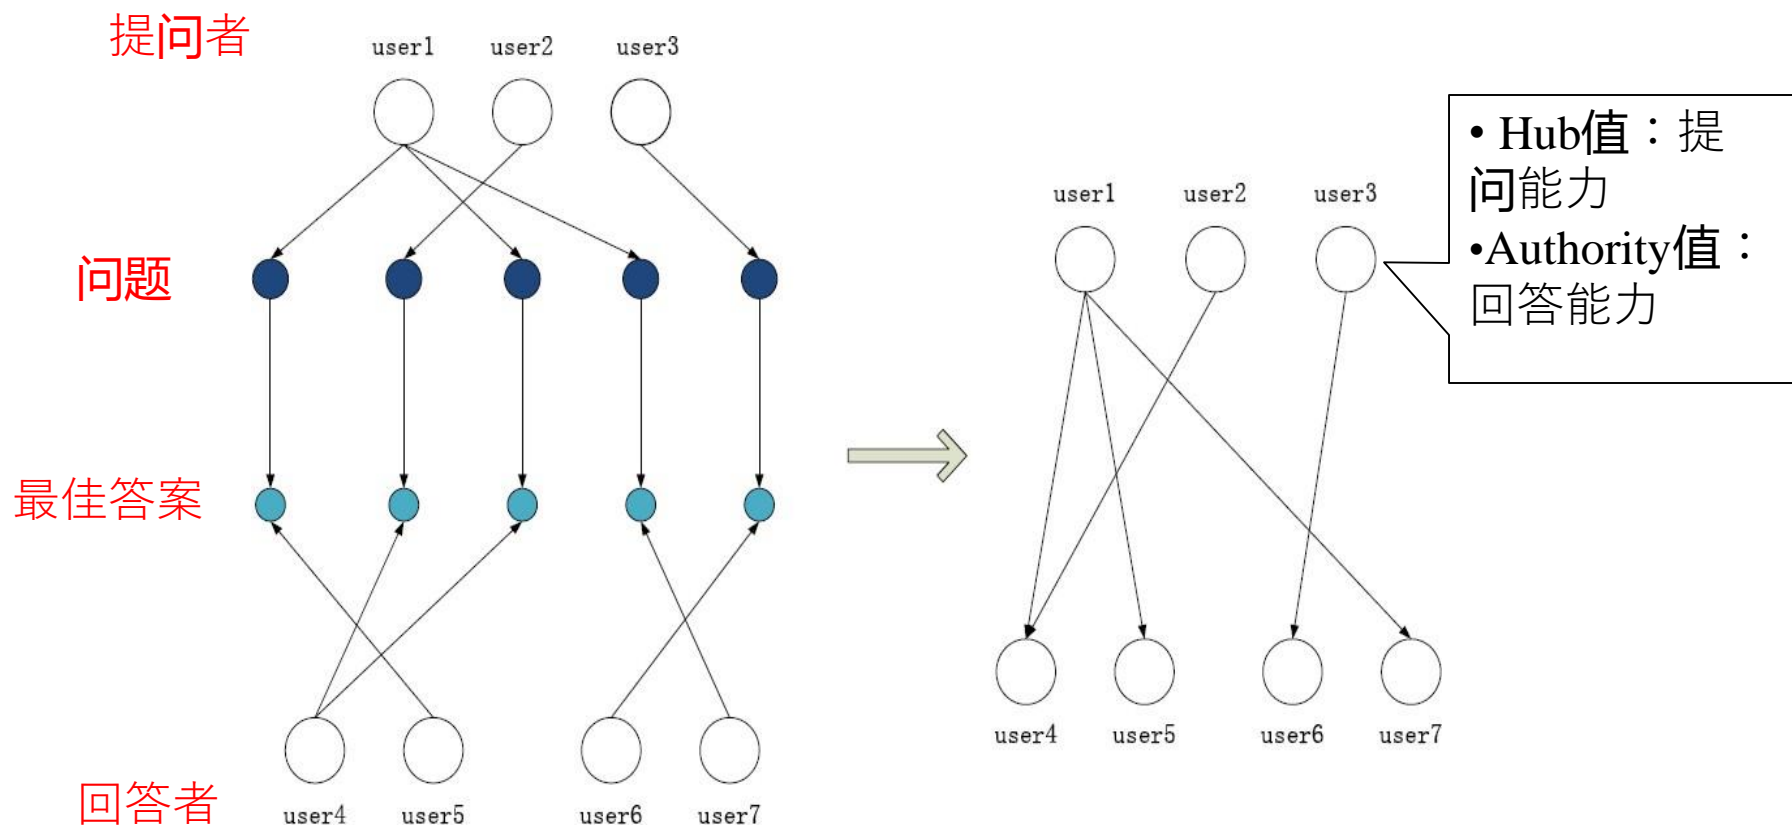 提问者
user1 user2 user3
问题
最佳答案
回答者
user4 user5 user6 user7
user1 user2 user3
user4 user5 user6 user7
• Hub值：提
问能力
•Authority值：
回答能力